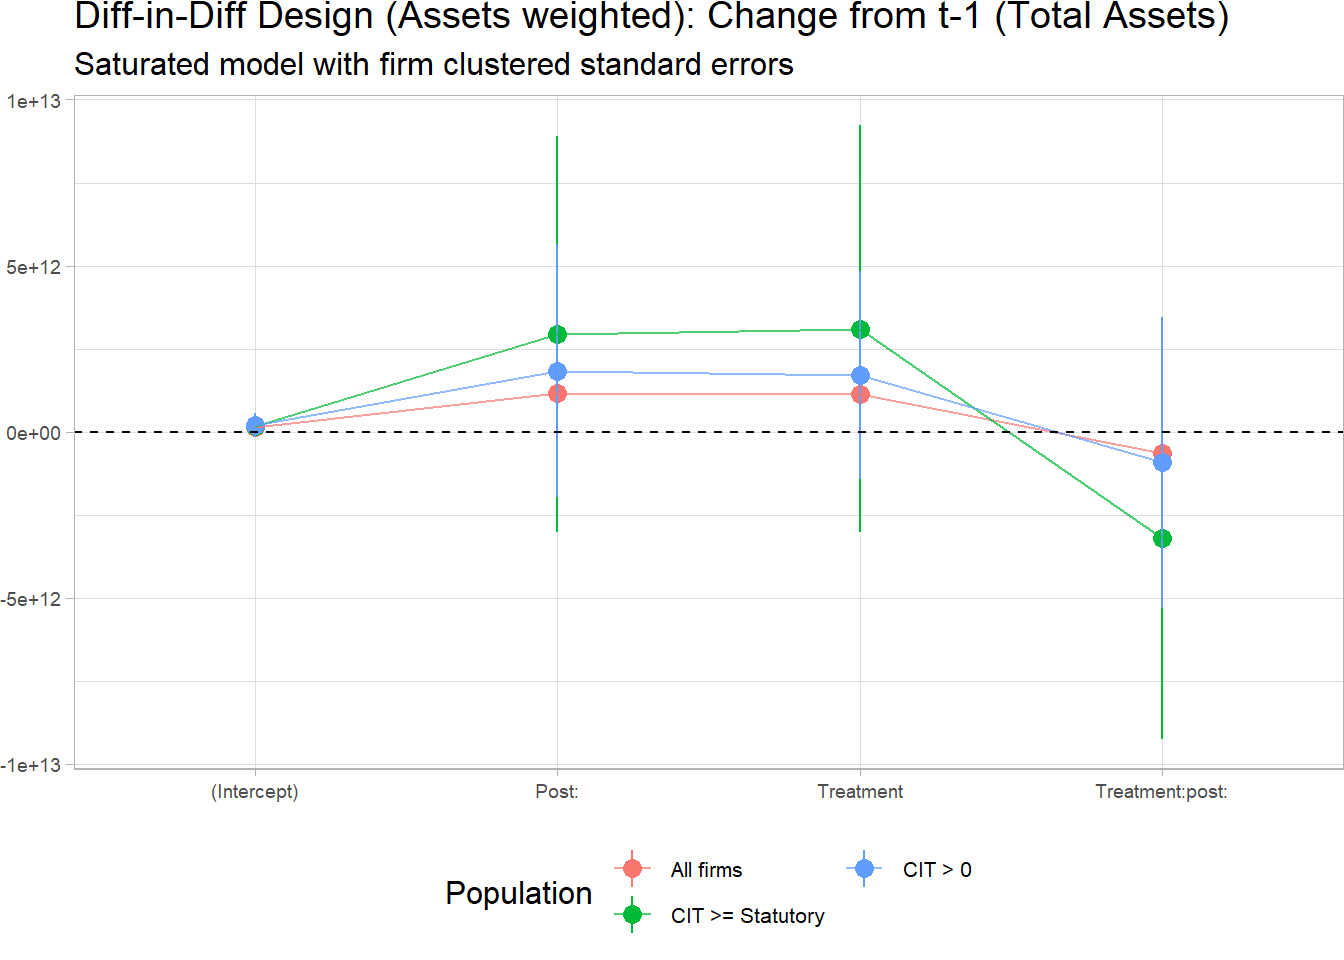 Diff-in-Diff Design (Assets weighted): Change from t-1 (Total Assets)
Saturated model with firm clustered standard errors
1e+13
5e+12
0e+00
-5e+12
-1e+13
(Intercept)
Post:
Treatment
Treatment:post:
Population
All firms
CIT > 0
CIT >= Statutory